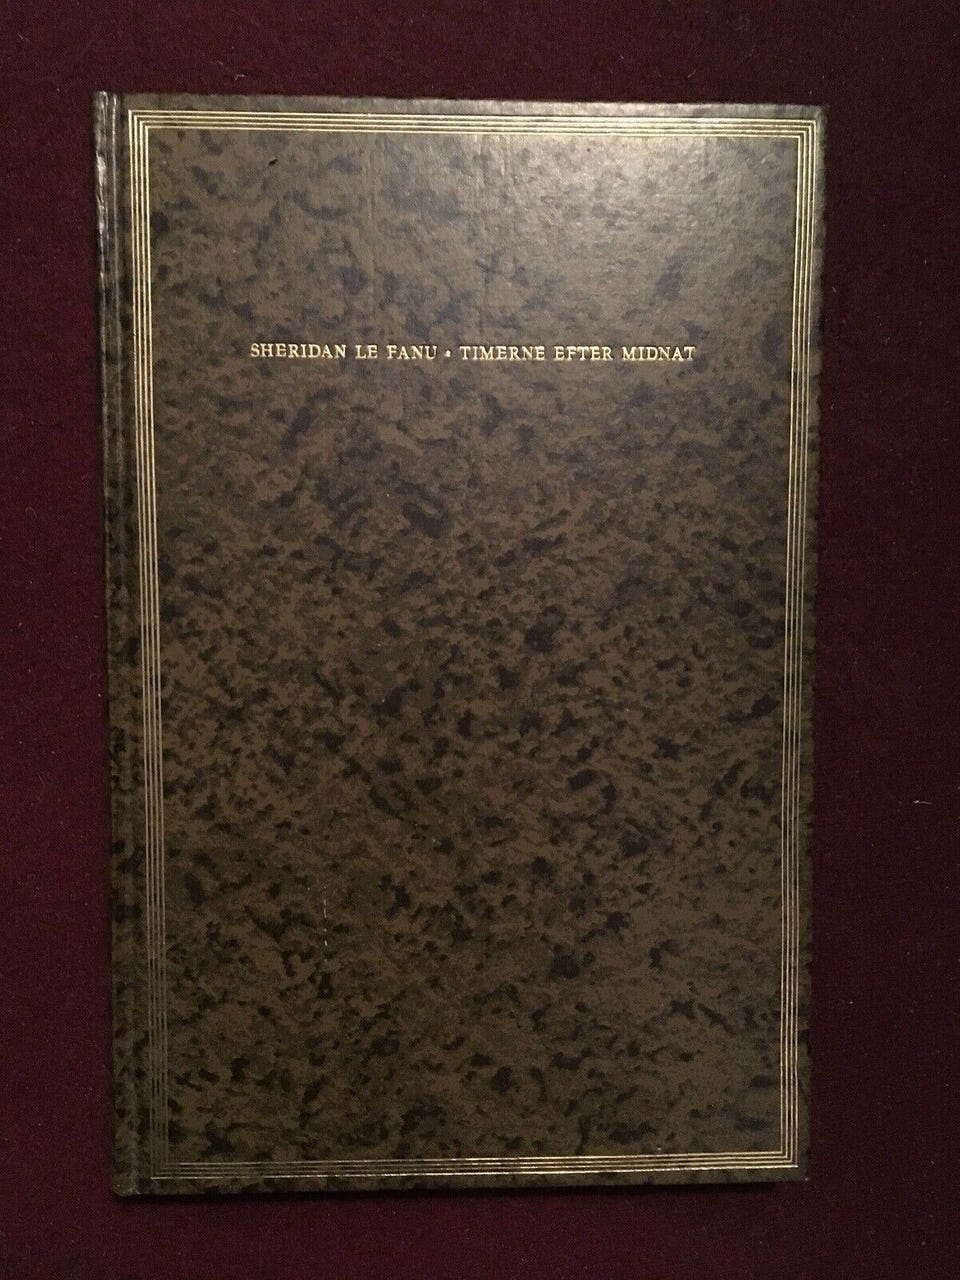 SHERIDAN LE FANU • TIMERNE EFTER MIDNAT